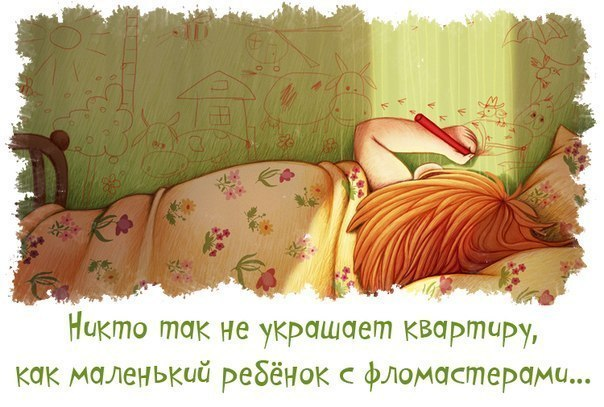 Никто так не украшает квартиру,
как маленький ребёнок с фломастерами...